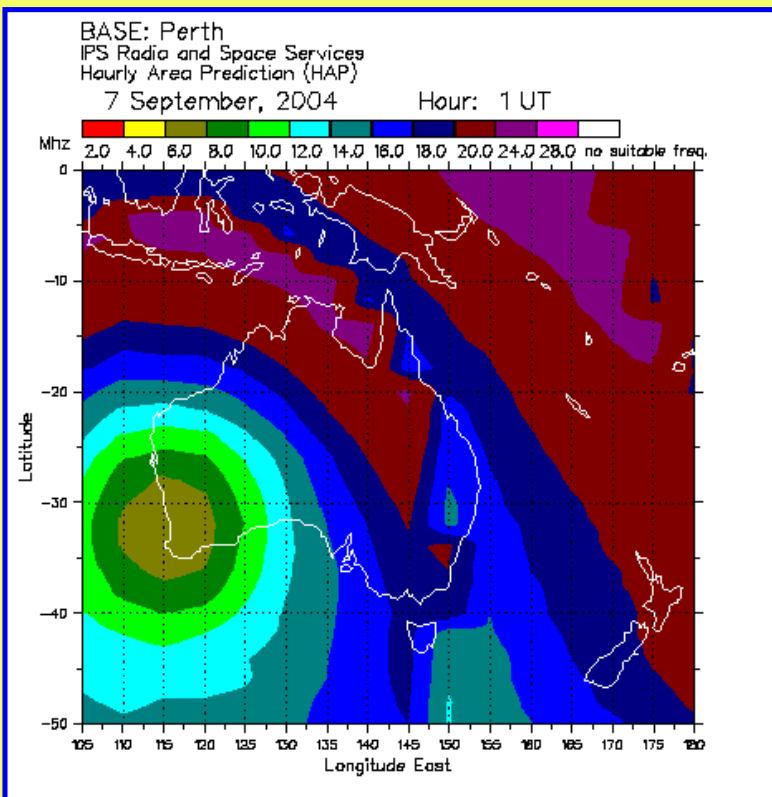 BASE: Perth
IPS Radio and Space Services
Hourly Area Prediction (HAP)
7 September, 2004 Hour: 1 UT
Mhz 2.0 4.0 6.0 8.0 10.0 12.0 14.0 16.0 18.0 20.0 24.0 28.0 no suitable freq.
0
-10
-20
-30
-40
-50
Latitude
105 110 115 120 125 130 135 140 145 150 155 160 165 170 175 180
Longitude East